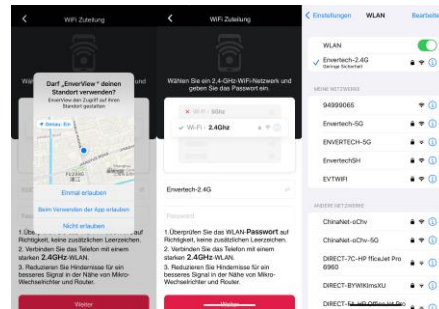 WiFi Zuteilung
Darf „EnverView“ deinen
Standort verwenden?
EnverView den Zugriff auf Ihren
Standort gestatten
Genau: Ein
Einmal erlauben
Beim Verwenden der App erlauben
Nicht erlauben
1.Überprüfen Sie das WLAN-Passwort auf
Richtigkeit, keine zusätzlichen Leerzeichen.
2. Verbinden Sie das Telefon mit einem
starken 2.4GHz-WLAN.
3. Reduzieren Sie Hindernisse für ein
besseres Signal in der Nähe von Mikro-
Wechselrichter und Router.
Weiter
WiFi Zuteilung
Wählen Sie ein 2,4-GHz-WiFi-Netzwerk und
geben Sie das Passwort ein.
Wi-Fi - 5Ghz
Wi-Fi - 2.4Ghz
Envertech-2.4G
Password
1.Überprüfen Sie das WLAN-Passwort auf
Richtigkeit, keine zusätzlichen Leerzeichen.
2. Verbinden Sie das Telefon mit einem
starken 2.4GHz-WLAN.
3. Reduzieren Sie Hindernisse für ein
besseres Signal in der Nähe von Mikro-
Wechselrichter und Router.
Weiter
Einstellungen WLAN Bearbeite
WLAN
Envertech-2.4G
Geringe Sicherheit
MEINE NETZWERKE
94999065
Envertech-5G
ENVERTECH-5G
EnvertechSH
EVTWIFI
ANDERE NETZWERKE
ChinaNet-oChv
ChinaNet-oChv-5G
DIRECT-7C-HP fficeJet Pro
6960
DIRECT-BYWIKimsXU